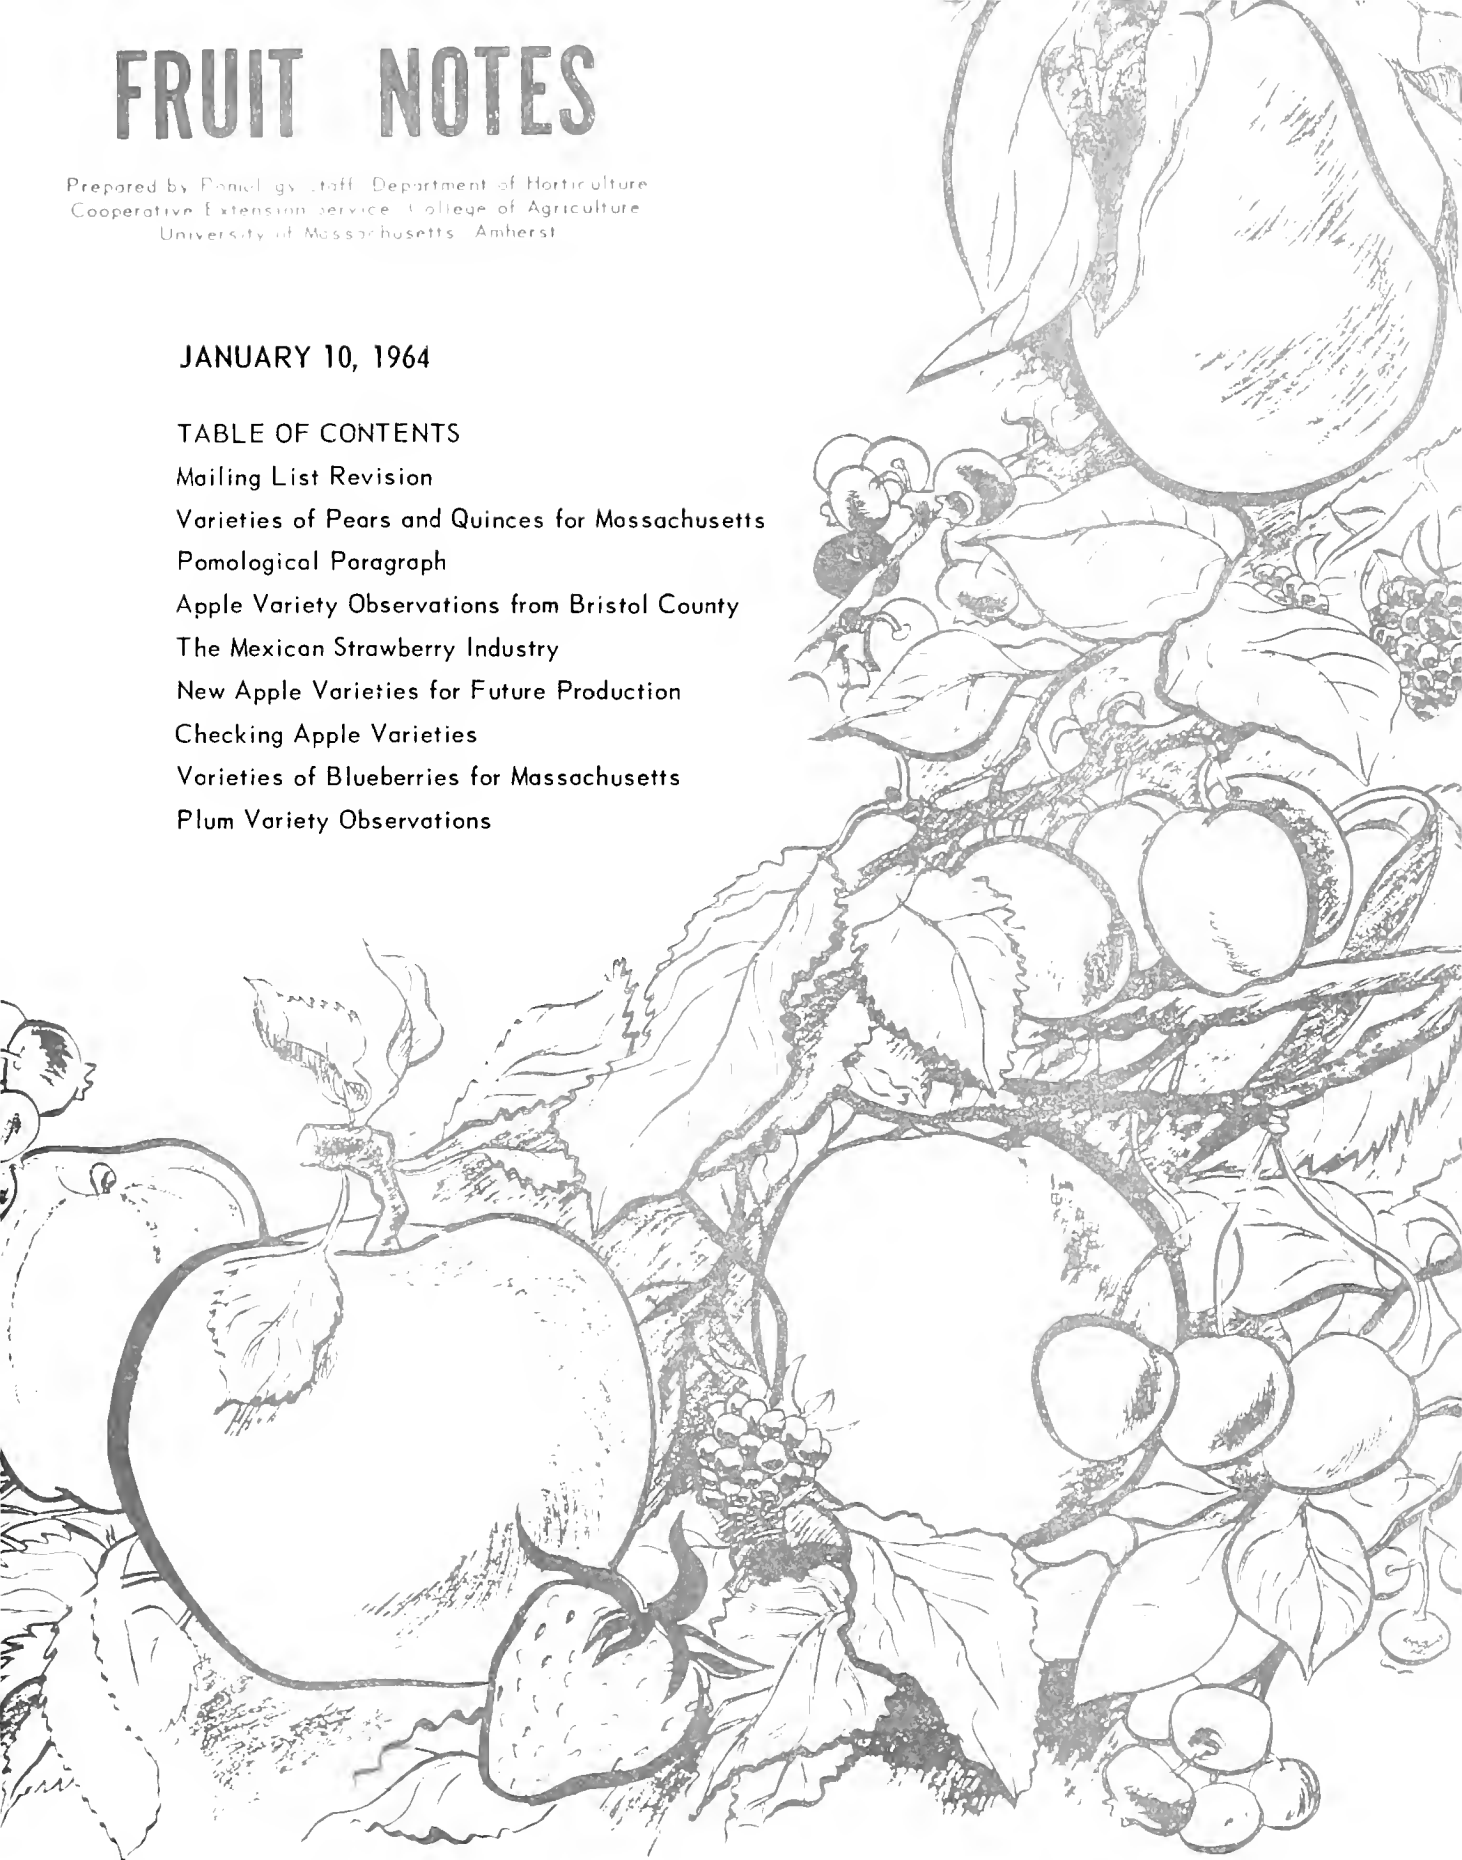 FRUIT NOTES
Prepared by Pomology Staff, Department of Horticulture
Cooperative Extension Service, College of Agriculture
University of Massachusetts, Amherst
JANUARY 10, 1964
TABLE OF CONTENTS
Mailing List Revision
Varieties of Pears and Quinces for Massachusetts
Pomological Paragraph
Apple Variety Observations from Bristol County
The Mexican Strawberry Industry
New Apple Varieties for Future Production
Checking Apple Varieties
Varieties of Blueberries for Massachusetts
Plum Variety Observations